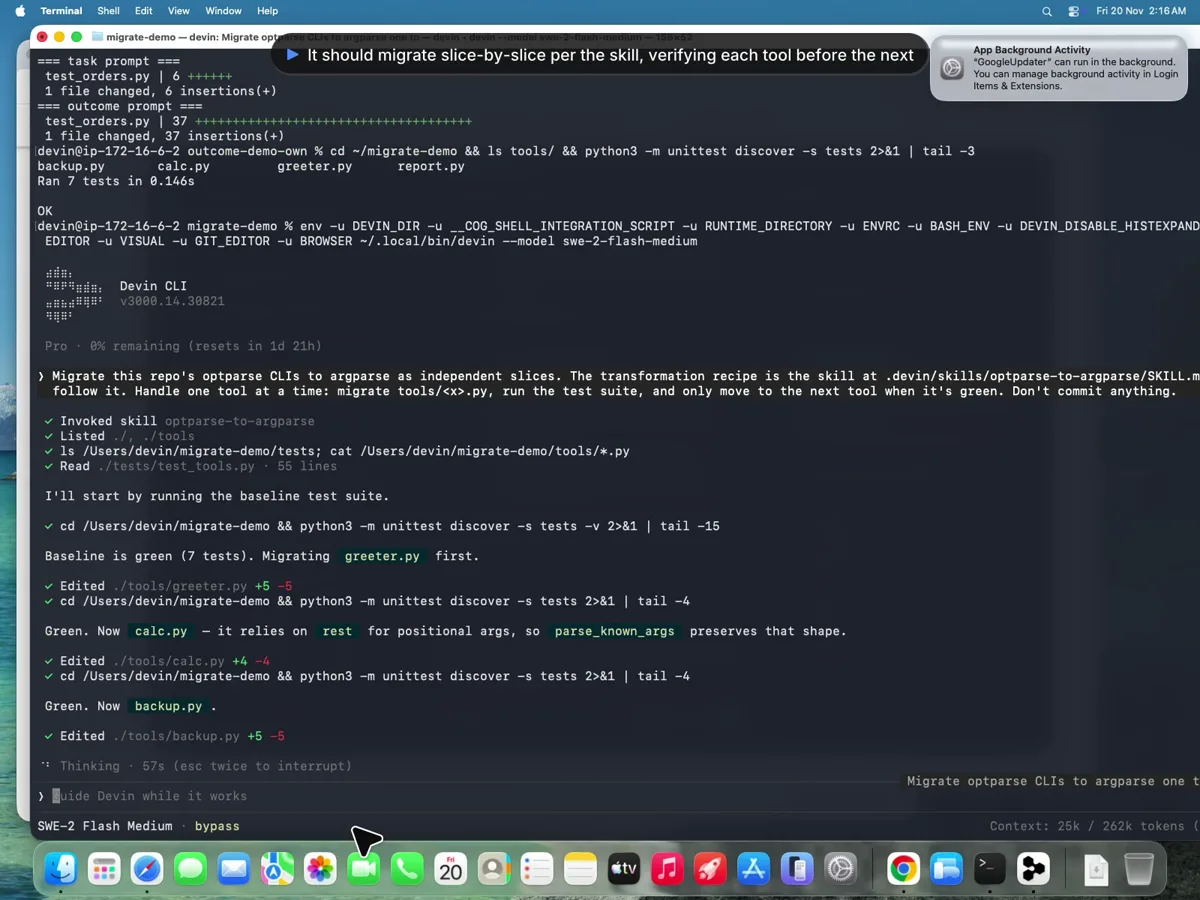 Terminal Shell Edit View Window Help Fri 20 Nov 2:16 AM
migrate-demo — devin: Migrate optparse CLIs to argparse one to — devin ◂ devin --model swe-2-flash-medium — 158×52
▶ It should migrate slice-by-slice per the skill, verifying each tool before the next
App Background Activity
“GoogleUpdater” can run in the background.
You can manage background activity in Login
Items & Extensions.
=== task prompt ===
test_orders.py | 6 ++++++
1 file changed, 6 insertions(+)
=== outcome prompt ===
test_orders.py | 37 +++++++++++++++++++++++++++++++++++++
1 file changed, 37 insertions(+)
devin@ip-172-16-6-2 outcome-demo-own % cd ~/migrate-demo && ls tools/ && python3 -m unittest discover -s tests 2>&1 | tail -3
backup.py calc.py greeter.py report.py
Ran 7 tests in 0.146s
OK
devin@ip-172-16-6-2 migrate-demo % env -u DEVIN_DIR -u __COG_SHELL_INTEGRATION_SCRIPT -u RUNTIME_DIRECTORY -u ENVRC -u BASH_ENV -u DEVIN_DISABLE_HISTEXPAND
EDITOR -u VISUAL -u GIT_EDITOR -u BROWSER ~/.local/bin/devin --model swe-2-flash-medium
Devin CLI
v3000.14.30821
Pro · 0% remaining (resets in 1d 21h)
❯ Migrate this repo's optparse CLIs to argparse as independent slices. The transformation recipe is the skill at .devin/skills/optparse-to-argparse/SKILL.m
follow it. Handle one tool at a time: migrate tools/<x>.py, run the test suite, and only move to the next tool when it's green. Don't commit anything.
✓ Invoked skill optparse-to-argparse
✓ Listed ./, ./tools
✓ ls /Users/devin/migrate-demo/tests; cat /Users/devin/migrate-demo/tools/*.py
✓ Read ./tests/test_tools.py · 55 lines
I'll start by running the baseline test suite.
✓ cd /Users/devin/migrate-demo && python3 -m unittest discover -s tests -v 2>&1 | tail -15
Baseline is green (7 tests). Migrating greeter.py first.
✓ Edited ./tools/greeter.py +5 −5
✓ cd /Users/devin/migrate-demo && python3 -m unittest discover -s tests 2>&1 | tail -4
Green. Now calc.py — it relies on rest for positional args, so parse_known_args preserves that shape.
✓ Edited ./tools/calc.py +4 −4
✓ cd /Users/devin/migrate-demo && python3 -m unittest discover -s tests 2>&1 | tail -4
Green. Now backup.py .
✓ Edited ./tools/backup.py +5 −5
Thinking · 57s (esc twice to interrupt)
Migrate optparse CLIs to argparse one t
❯ Guide Devin while it works
SWE-2 Flash Medium · bypass Context: 25k / 262k tokens (
Fri
20
tv